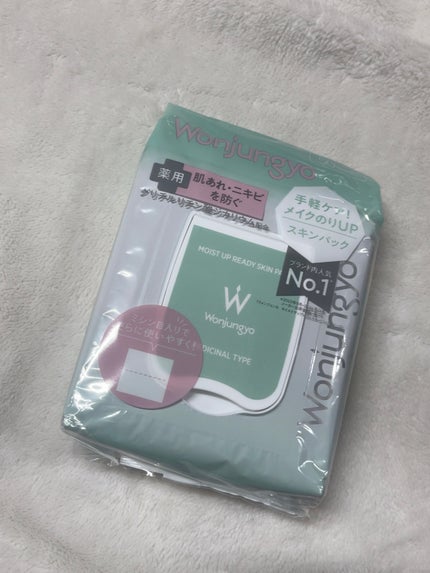 Wonjungyo
薬用
肌あれ・ニキビ
を防ぐ
グリチルリチン酸ジカリウム配合
手軽ケア!
メイクのりUP
スキンパック
ブランド内人気
No.1
MOIST UP READY SKIN PA
W
Wonjungyo
DICINAL TYPE
ミシン目入りで
さらに使いやすく!
Wonjungyo